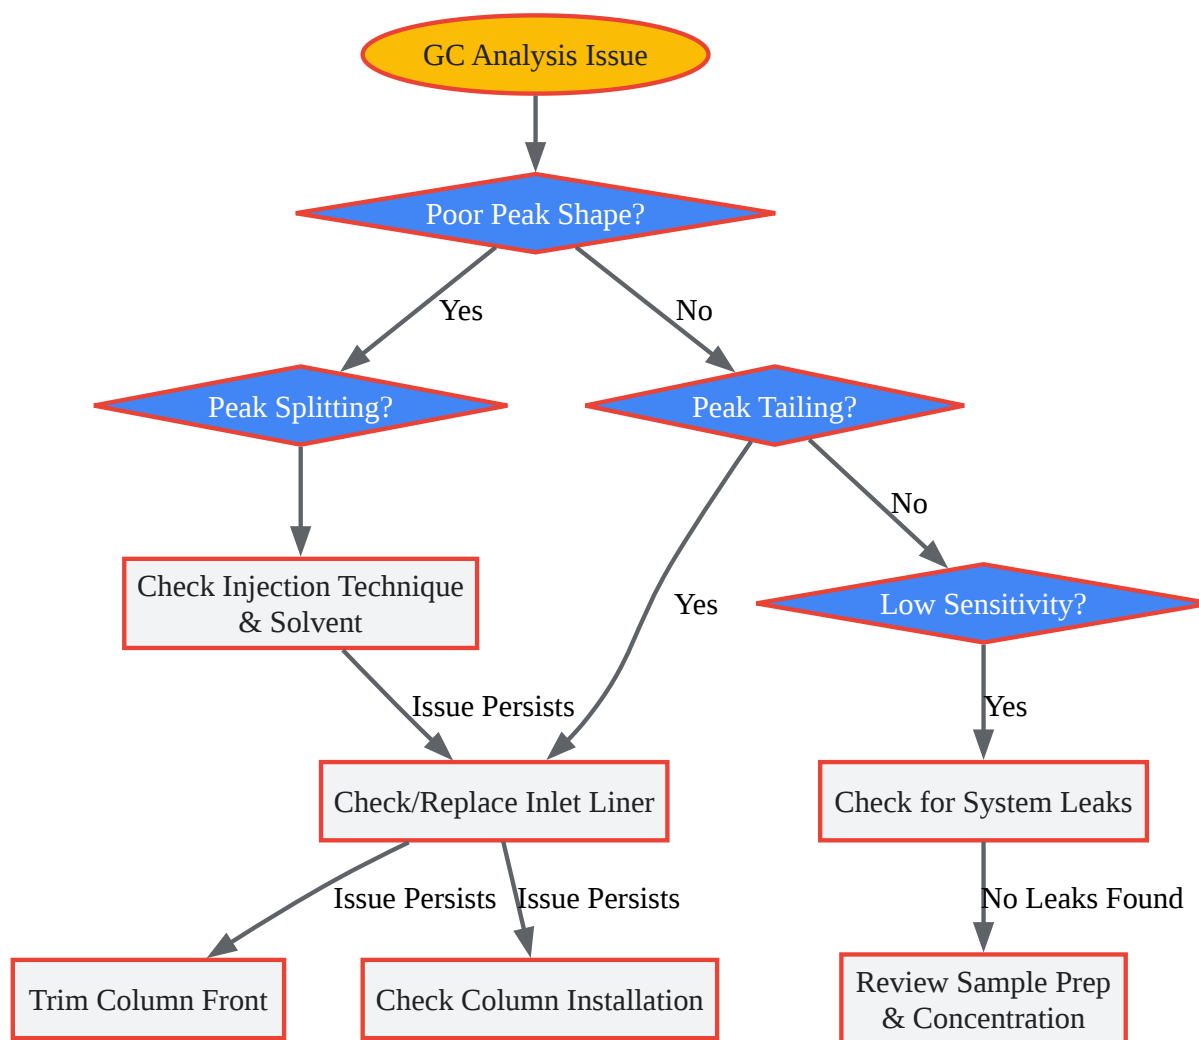 GC Analysis Issue
Poor Peak Shape?
Yes
No
Peak Splitting?
Peak Tailing?
No
Check Injection Technique
& Solvent
Yes
Low Sensitivity?
Issue Persists
Yes
Check/Replace Inlet Liner
Check for System Leaks
Issue Persists
Issue Persists
No Leaks Found
Trim Column Front
Check Column Installation
Review Sample Prep
& Concentration